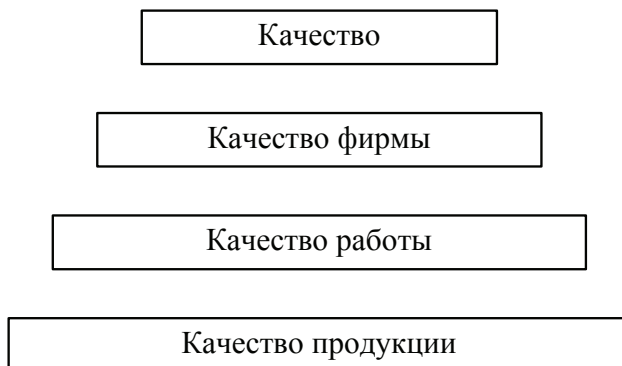 Качество
Качество фирмы
Качество работы
Качество продукции